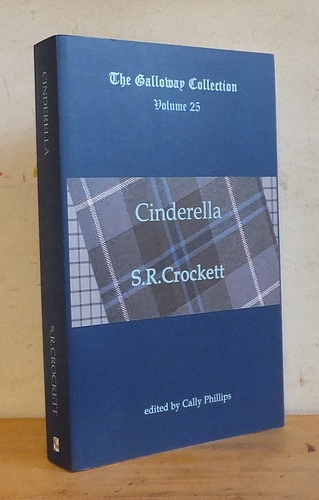 The Galloway Collection
Volume 25
Cinderella
S.R.Crockett
edited by Cally Phillips
CINDERELLA
S.R.CROCKETT